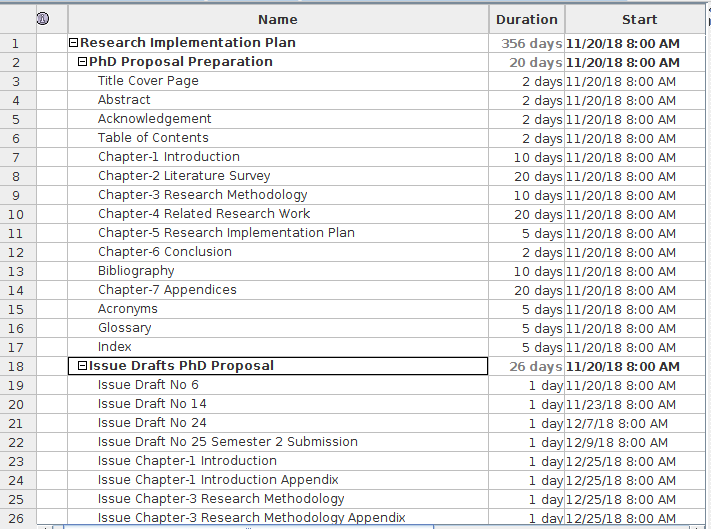 Name Duration Start
1 Research Implementation Plan 356 days 11/20/18 8:00 AM
2 PhD Proposal Preparation 20 days 11/20/18 8:00 AM
3 Title Cover Page 2 days 11/20/18 8:00 AM
4 Abstract 2 days 11/20/18 8:00 AM
5 Acknowledgement 2 days 11/20/18 8:00 AM
6 Table of Contents 2 days 11/20/18 8:00 AM
7 Chapter-1 Introduction 10 days 11/20/18 8:00 AM
8 Chapter-2 Literature Survey 20 days 11/20/18 8:00 AM
9 Chapter-3 Research Methodology 10 days 11/20/18 8:00 AM
10 Chapter-4 Related Research Work 20 days 11/20/18 8:00 AM
11 Chapter-5 Research Implementation Plan 5 days 11/20/18 8:00 AM
12 Chapter-6 Conclusion 2 days 11/20/18 8:00 AM
13 Bibliography 10 days 11/20/18 8:00 AM
14 Chapter-7 Appendices 20 days 11/20/18 8:00 AM
15 Acronyms 5 days 11/20/18 8:00 AM
16 Glossary 5 days 11/20/18 8:00 AM
17 Index 5 days 11/20/18 8:00 AM
18 Issue Drafts PhD Proposal 26 days 11/20/18 8:00 AM
19 Issue Draft No 6 1 day 11/20/18 8:00 AM
20 Issue Draft No 14 1 day 11/23/18 8:00 AM
21 Issue Draft No 24 1 day 12/7/18 8:00 AM
22 Issue Draft No 25 Semester 2 Submission 1 day 12/9/18 8:00 AM
23 Issue Chapter-1 Introduction 1 day 12/25/18 8:00 AM
24 Issue Chapter-1 Introduction Appendix 1 day 12/25/18 8:00 AM
25 Issue Chapter-3 Research Methodology 1 day 12/25/18 8:00 AM
26 Issue Chapter-3 Research Methodology Appendix 1 day 12/25/18 8:00 AM